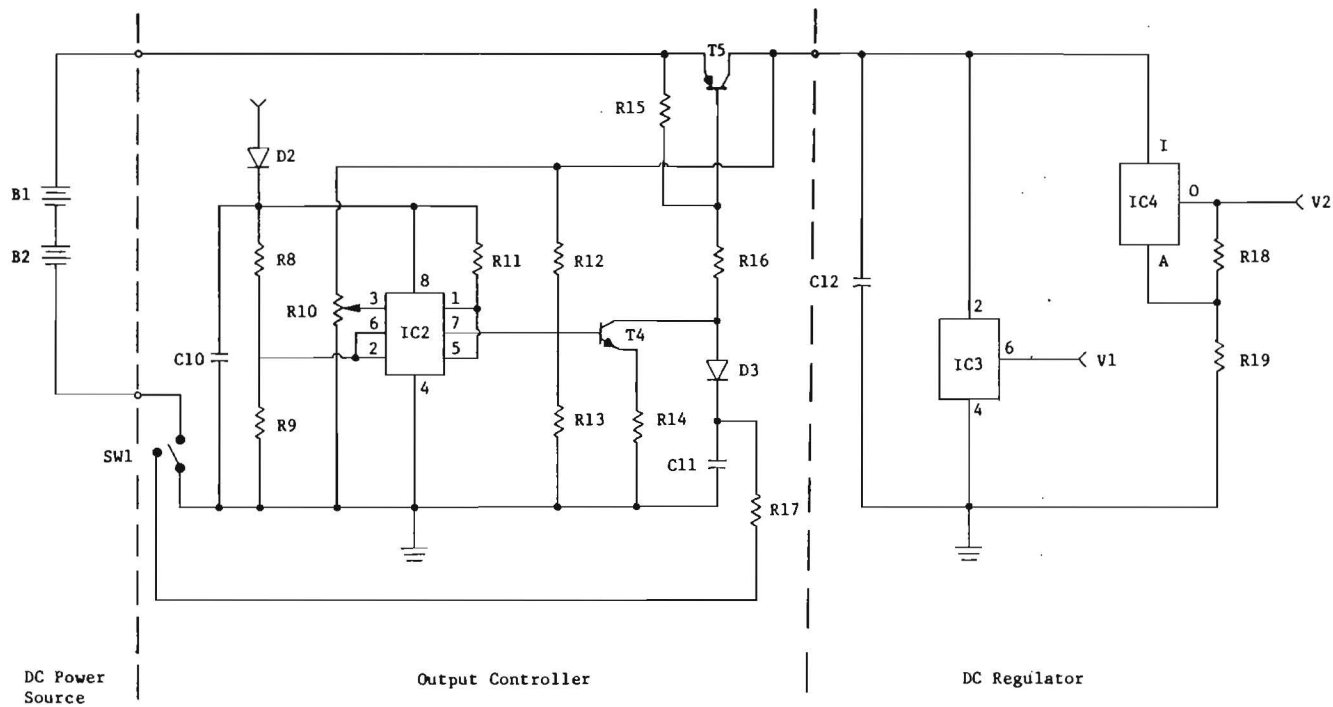 T5
R15
D2
I
IC4
O
V2
B1
B2
R8
R11
R12
R16
A
R18
C12
8
R10
3
1
6
IC2
7
T4
2
5
C10
4
D3
2
IC3
6
V1
R19
4
R9
R13
R14
SW1
C11
R17
DC Power
Source
Output Controller
DC Regulator